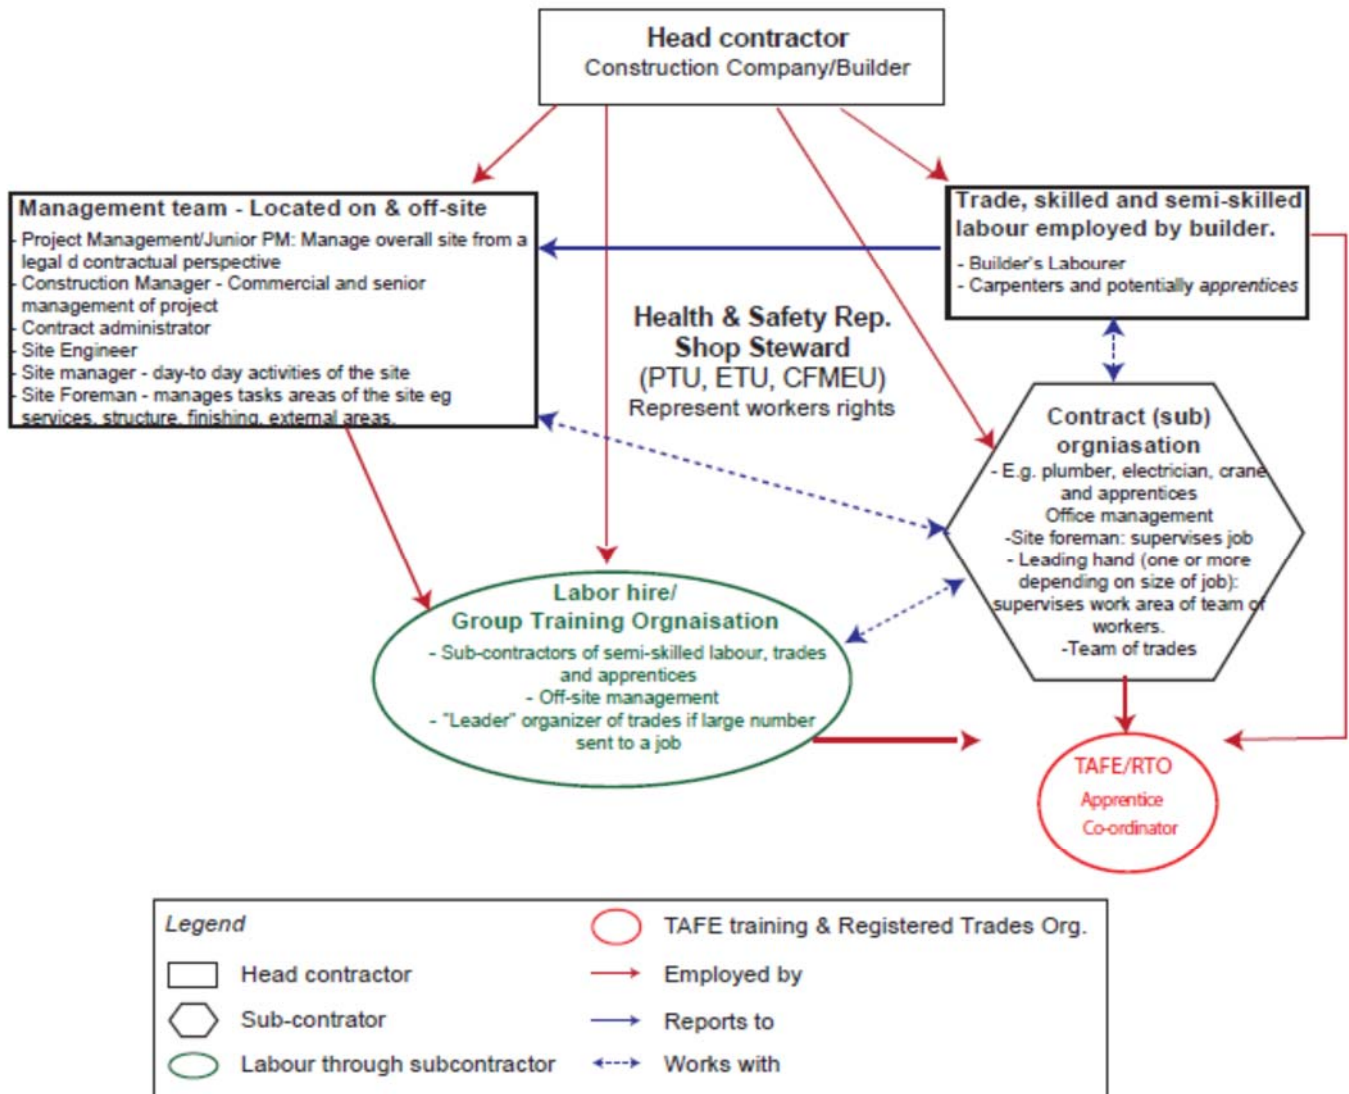 Head contractor
Construction Company/Builder
Management team - Located on & off-site
- Project Management/Junior PM: Manage overall site from a
legal d contractual perspective
- Construction Manager - Commercial and senior
management of project
- Contract administrator
- Site Engineer
- Site manager - day-to day activities of the site
- Site Foreman - manages tasks areas of the site eg
services, structure, finishing, external areas.
Trade, skilled and semi-skilled
labour employed by builder.
- Builder's Labourer
- Carpenters and potentially apprentices
Health & Safety Rep.
Shop Steward
(PTU, ETU, CFMEU)
Represent workers rights
Contract (sub)
orgniasation
- E.g. plumber, electrician, crane
and apprentices
Office management
-Site foreman: supervises job
- Leading hand (one or more
depending on size of job):
supervises work area of team of
workers.
-Team of trades
Labor hire/
Group Training Orgnaisation
- Sub-contractors of semi-skilled labour, trades
and apprentices
- Off-site management
- "Leader" organizer of trades if large number
sent to a job
TAFE/RTO
Apprentice
Co-ordinator
Legend
Head contractor
Sub-contrator
Labour through subcontractor
TAFE training & Registered Trades Org.
Employed by
Reports to
Works with